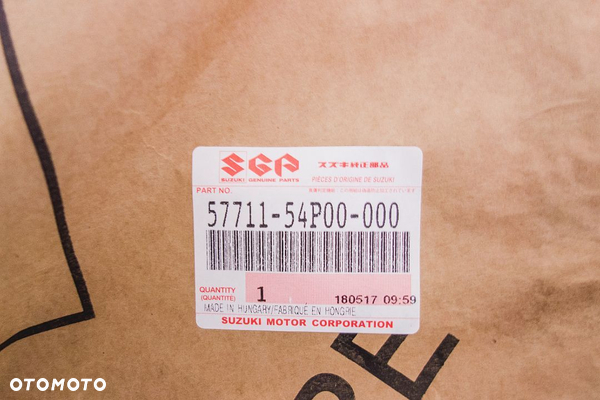 SGP
SUZUKI GENUINE PARTS
スズキ純正部品
PIÈCES D'ORIGINE DE SUZUKI
PART NO.
57711-54P00-000
QUANTITY
(QUANTITÉ)
1
180517 09:59
MADE IN HUNGARY/FABRIQUÉ EN HONGRIE
SUZUKI MOTOR CORPORATION
OTOMOTO